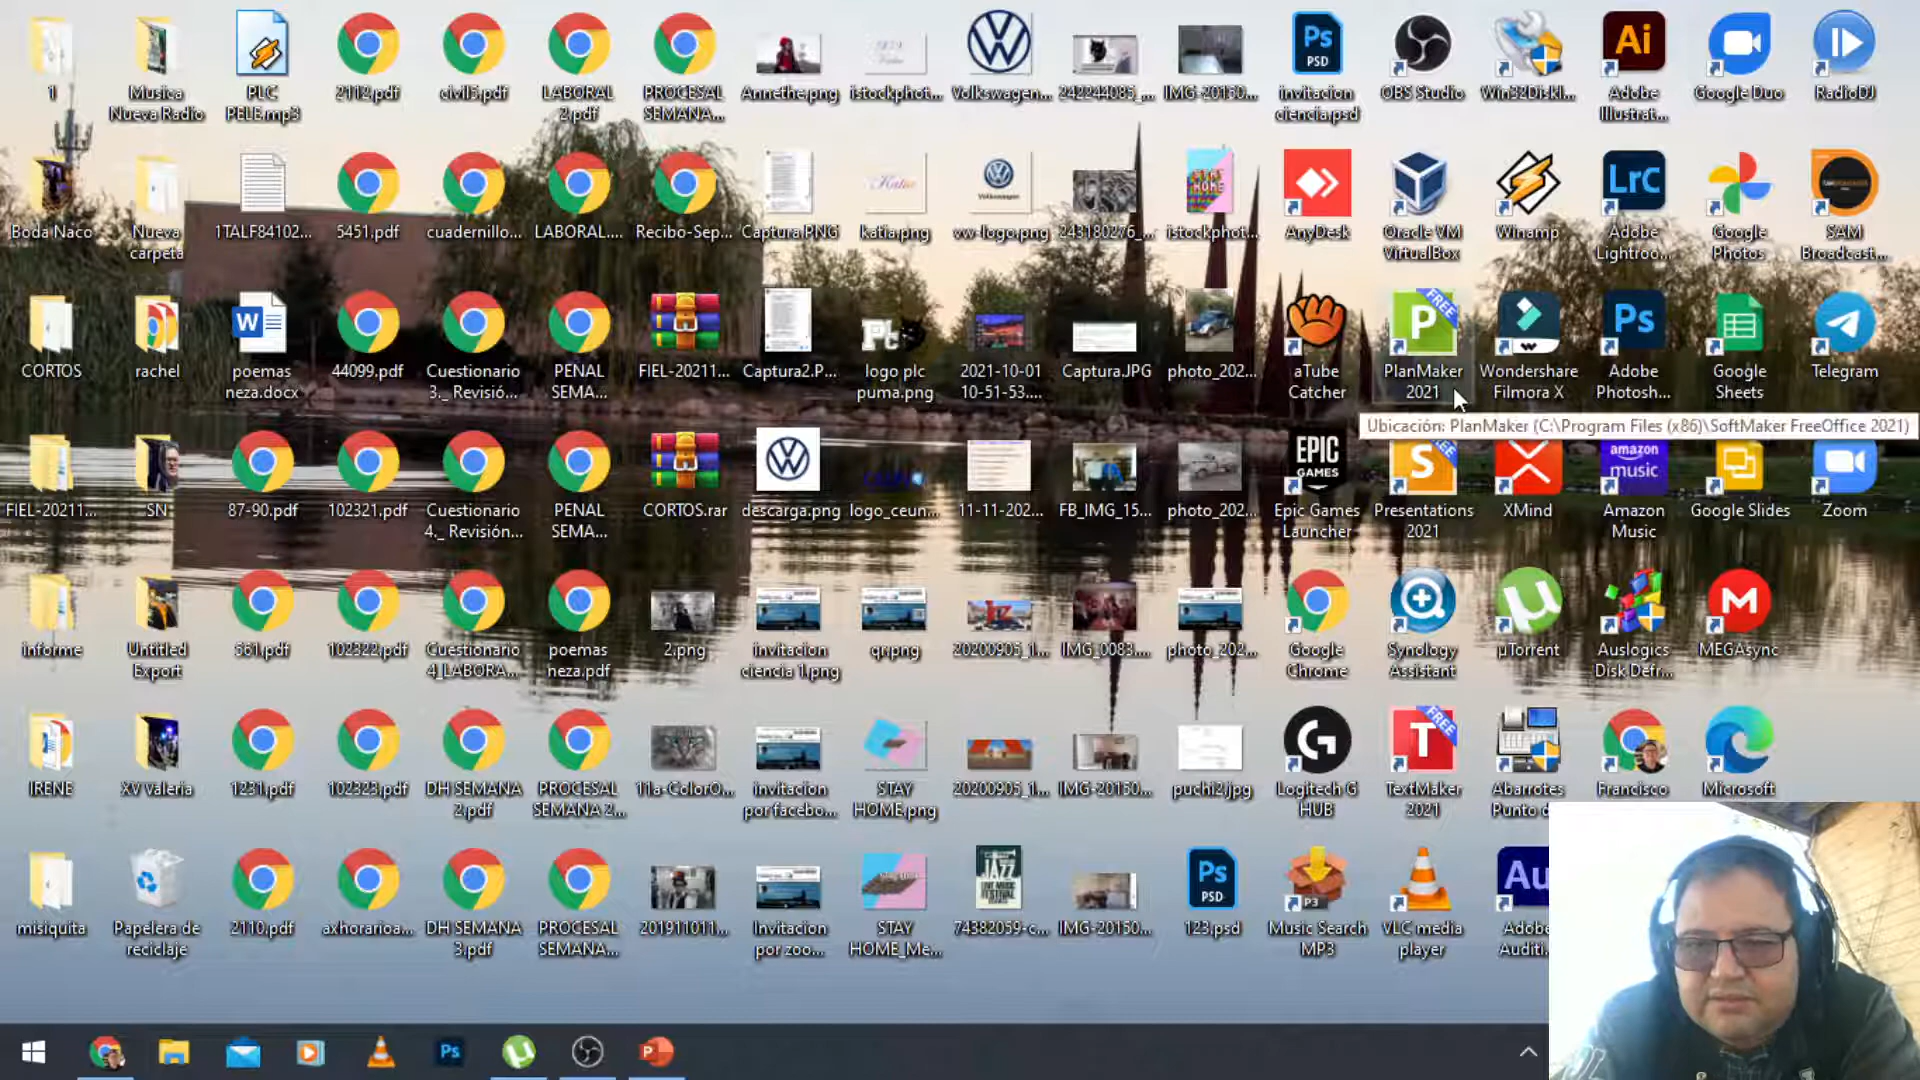 1
Musica
Nueva Radio
PLC
PELE.mp3
2112.pdf
civil5.pdf
LABORAL
2.pdf
PROCESAL
SEMANA...
Annethe.png
istockphot...
Volkswagen...
242244085_...
IMG-20150...
invitacion
ciencia.psd
OBS Studio
Win32DiskI...
Adobe
Illustrat...
Google Duo
RadioDJ
Boda Naco
Nueva
carpeta
1TALF84102...
5451.pdf
cuadernillo...
LABORAL....
Recibo-Sep...
Captura.PNG
katia.png
vw-logo.png
243180276_...
istockphot...
AnyDesk
Oracle VM
VirtualBox
Winamp
Adobe
Lightroo...
Google
Photos
SAM
Broadcast...
CORTOS
rachel
poemas
neza.docx
44099.pdf
Cuestionario
3._ Revisió...
PENAL
SEMA...
FIEL-20211...
Captura2.P...
logo plc
puma.png
2021-10-01
10-51-53....
Captura.JPG
photo_202...
aTube
Catcher
PlanMaker
2021
Wondershare
Filmora X
Adobe
Photosh...
Google
Sheets
Telegram
Ubicación: PlanMaker (C:\Program Files (x86)\SoftMaker FreeOffice 2021)
FIEL-20211...
SN
87-90.pdf
102321.pdf
Cuestionario
4._ Revisión...
PENAL
SEMA...
CORTOS.rar
descarga.png
logo_ceun...
11-11-202...
FB_IMG_15...
photo_202...
Epic Games
Launcher
Presentations
2021
XMind
Amazon
Music
Google Slides
Zoom
informe
Untitled
Export
561.pdf
102322.pdf
Cuestionario
4_LABORA...
poemas
neza.pdf
2.png
invitacion
ciencia 1.png
qr.png
20200905_1...
IMG_0083....
photo_202...
Google
Chrome
Synology
Assistant
µTorrent
Auslogics
Disk Defr...
MEGAsync
IRENE
XV Valeria
1231.pdf
102323.pdf
DH SEMANA
2.pdf
PROCESAL
SEMANA 2...
11a-ColorO...
invitacion
por facebo...
STAY
HOME.png
20200905_1...
IMG-20150...
puchi2.jpg
Logitech G
HUB
TextMaker
2021
Abarrotes
Punto d
Francisco
Microsoft
misiquita
Papelera de
reciclaje
2110.pdf
axhorarioa...
DH SEMANA
3.pdf
PROCESAL
SEMANA...
201911011...
Invitacion
por zoo...
STAY
HOME_Me...
74382059-c...
IMG-20150...
123.psd
Music Search
MP3
VLC media
player
Adobe
Auditi...